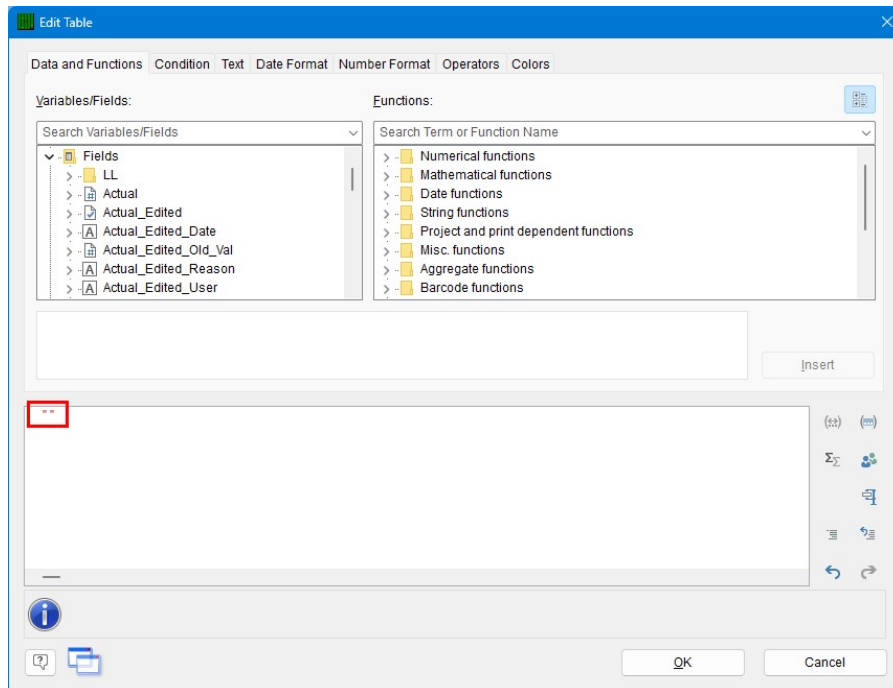 Edit Table
Data and Functions Condition Text Date Format Number Format Operators Colors
Variables/Fields: Functions:
Search Variables/Fields Search Term or Function Name
Fields Numerical functions
LL Mathematical functions
Actual Date functions
Actual_Edited String functions
Actual_Edited_Date Project and print dependent functions
Actual_Edited_Old_Val Misc. functions
Actual_Edited_Reason Aggregate functions
Actual_Edited_User Barcode functions
Insert
" "
OK Cancel